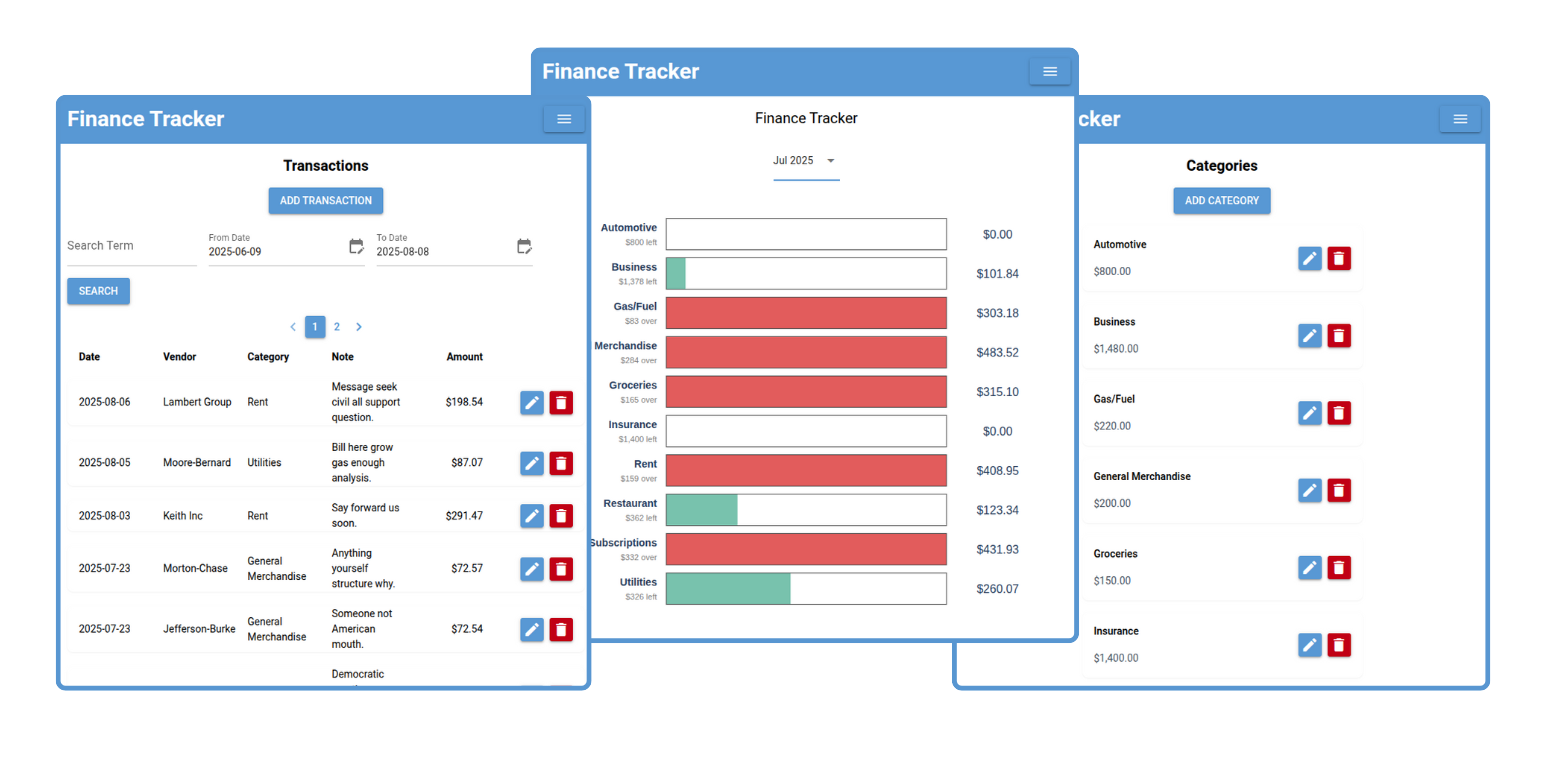 Finance Tracker
Transactions
ADD TRANSACTION
Search Term
From Date
2025-06-09
To Date
2025-08-08
SEARCH
1 2
Date Vendor Category Note Amount
2025-08-06 Lambert Group Rent Message seek civil all support question. $198.54
2025-08-05 Moore-Bernard Utilities Bill here grow gas enough analysis. $87.07
2025-08-03 Keith Inc Rent Say forward us soon. $291.47
2025-07-23 Morton-Chase General Merchandise Anything yourself structure why. $72.57
2025-07-23 Jefferson-Burke General Merchandise Someone not American mouth. $72.54
Democratic
Finance Tracker
Finance Tracker
Jul 2025
Automotive $0.00
$800 left
Business $101.84
$1,378 left
Gas/Fuel $303.18
$83 over
Merchandise $483.52
$284 over
Groceries $315.10
$165 over
Insurance $0.00
$1,400 left
Rent $408.95
$159 over
Restaurant $123.34
$362 left
Subscriptions $431.93
$332 over
Utilities $260.07
$326 left
cker
Categories
ADD CATEGORY
Automotive
$800.00
Business
$1,480.00
Gas/Fuel
$220.00
General Merchandise
$200.00
Groceries
$150.00
Insurance
$1,400.00